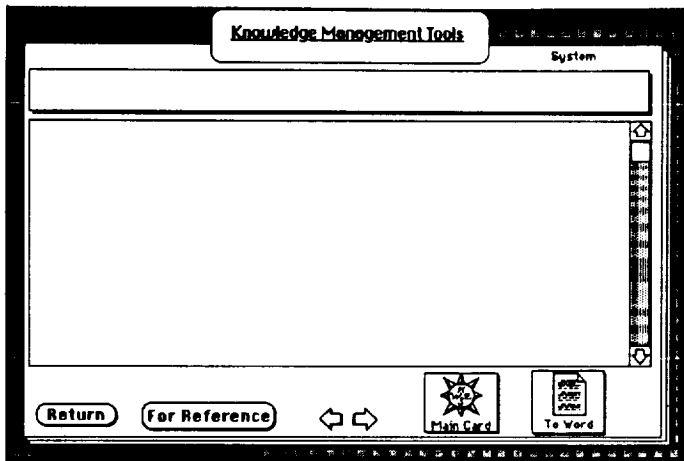 Knowledge Management Tools
System
Return
For Reference
Main Card
To Word